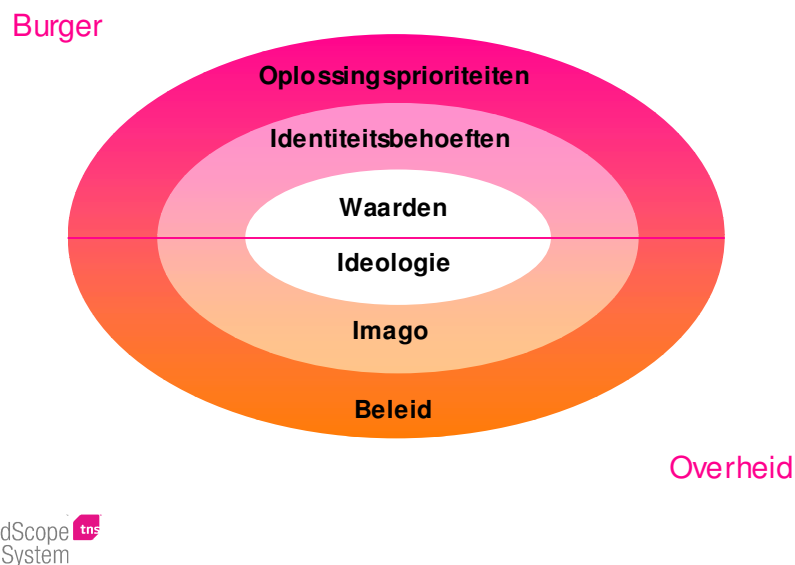 Burger
Oplossingsprioriteiten
Identiteitsbehoeften
Waarden
Ideologie
Imago
Beleid
Overheid
dScope tns
System